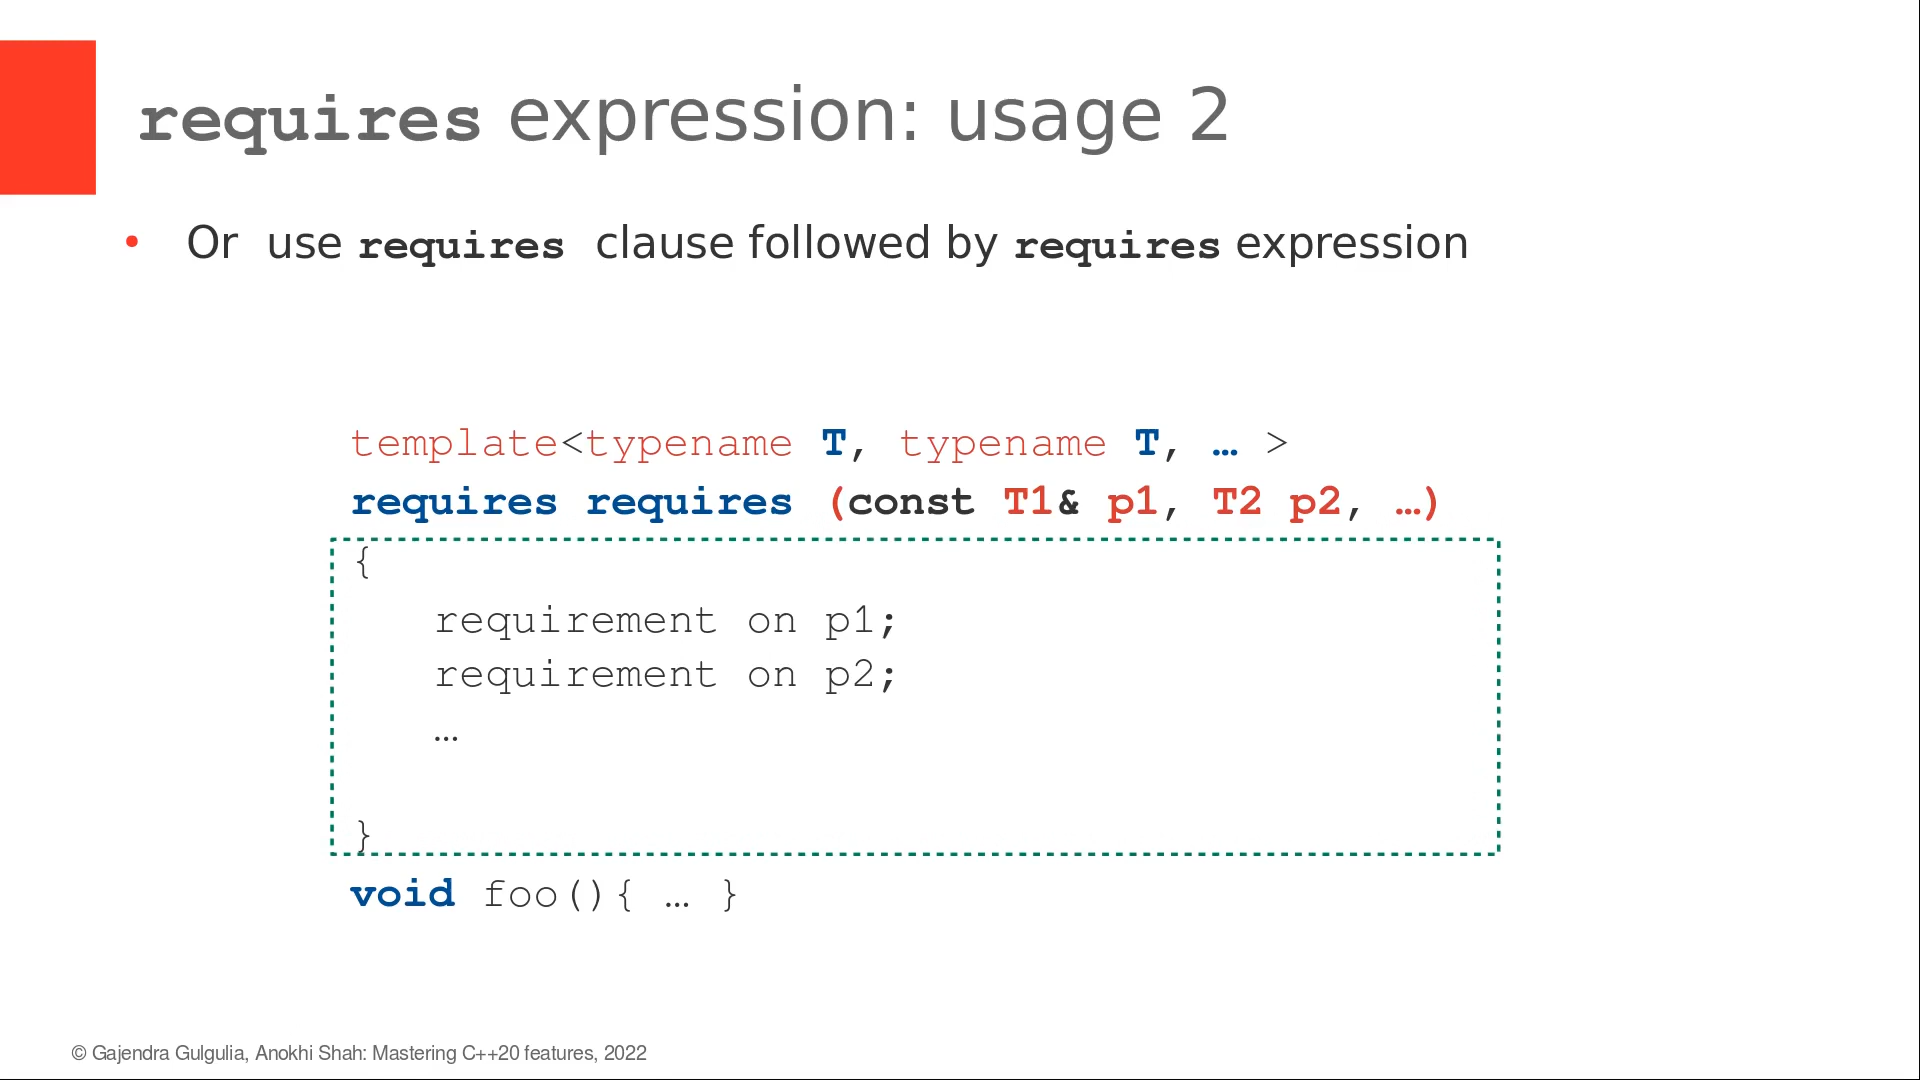 requires expression: usage 2
• Or use requires clause followed by requires expression
template<typename T, typename T, … >
requires requires (const T1& p1, T2 p2, …)
{
requirement on p1;
requirement on p2;
…
}
void foo(){ … }
© Gajendra Gulgulia, Anokhi Shah: Mastering C++20 features, 2022